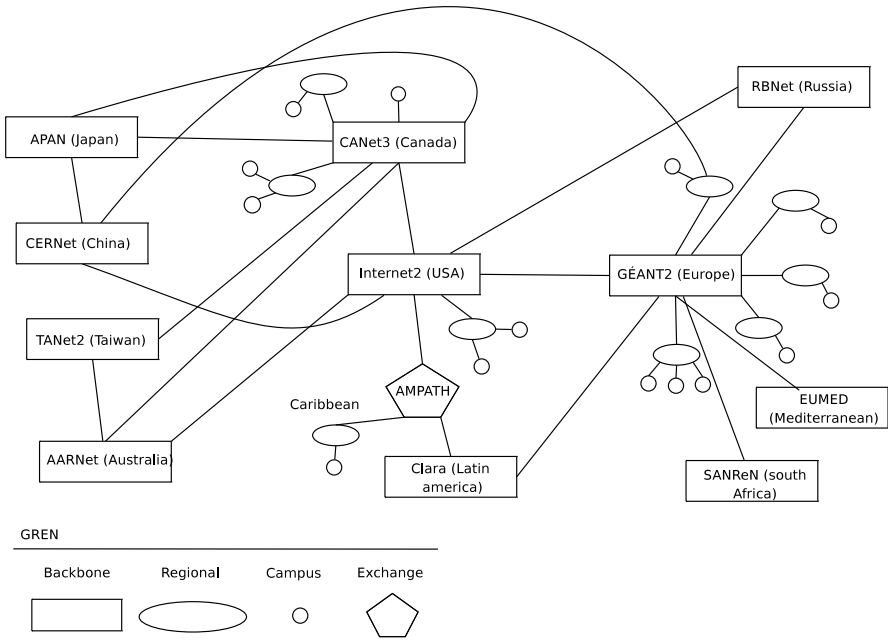 RBNet (Russia)
APAN (Japan)
CANet3 (Canada)
CERNet (China)
Internet2 (USA)
GÉANT2 (Europe)
TANet2 (Taiwan)
AMPATH
Caribbean
EUMED
(Mediterranean)
AARNet (Australia)
Clara (Latin
america)
SANReN (south
Africa)
GREN
Backbone
Regional
Campus
Exchange